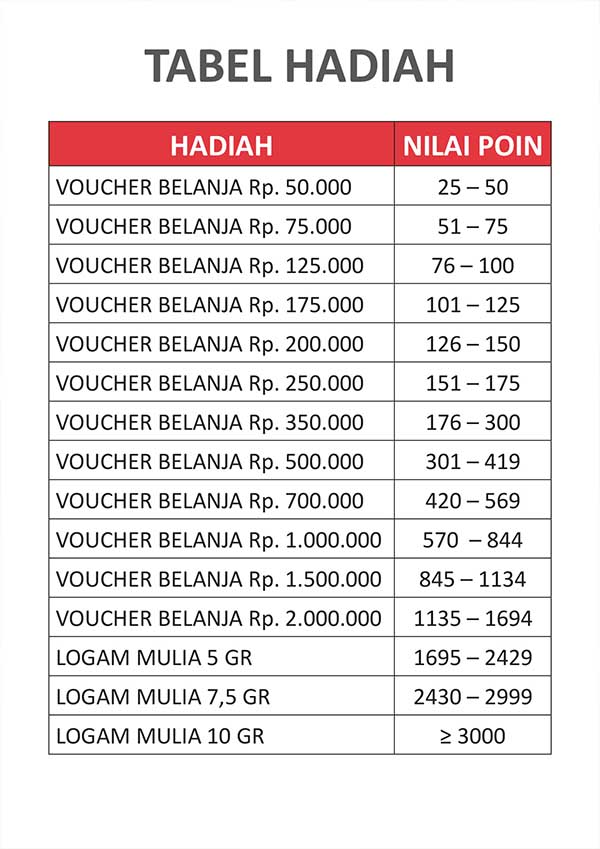 TABEL HADIAH
HADIAH NILAI POIN
VOUCHER BELANJA Rp. 50.000 25 – 50
VOUCHER BELANJA Rp. 75.000 51 – 75
VOUCHER BELANJA Rp. 125.000 76 – 100
VOUCHER BELANJA Rp. 175.000 101 – 125
VOUCHER BELANJA Rp. 200.000 126 – 150
VOUCHER BELANJA Rp. 250.000 151 – 175
VOUCHER BELANJA Rp. 350.000 176 – 300
VOUCHER BELANJA Rp. 500.000 301 – 419
VOUCHER BELANJA Rp. 700.000 420 – 569
VOUCHER BELANJA Rp. 1.000.000 570 – 844
VOUCHER BELANJA Rp. 1.500.000 845 – 1134
VOUCHER BELANJA Rp. 2.000.000 1135 – 1694
LOGAM MULIA 5 GR 1695 – 2429
LOGAM MULIA 7,5 GR 2430 – 2999
LOGAM MULIA 10 GR ≥ 3000